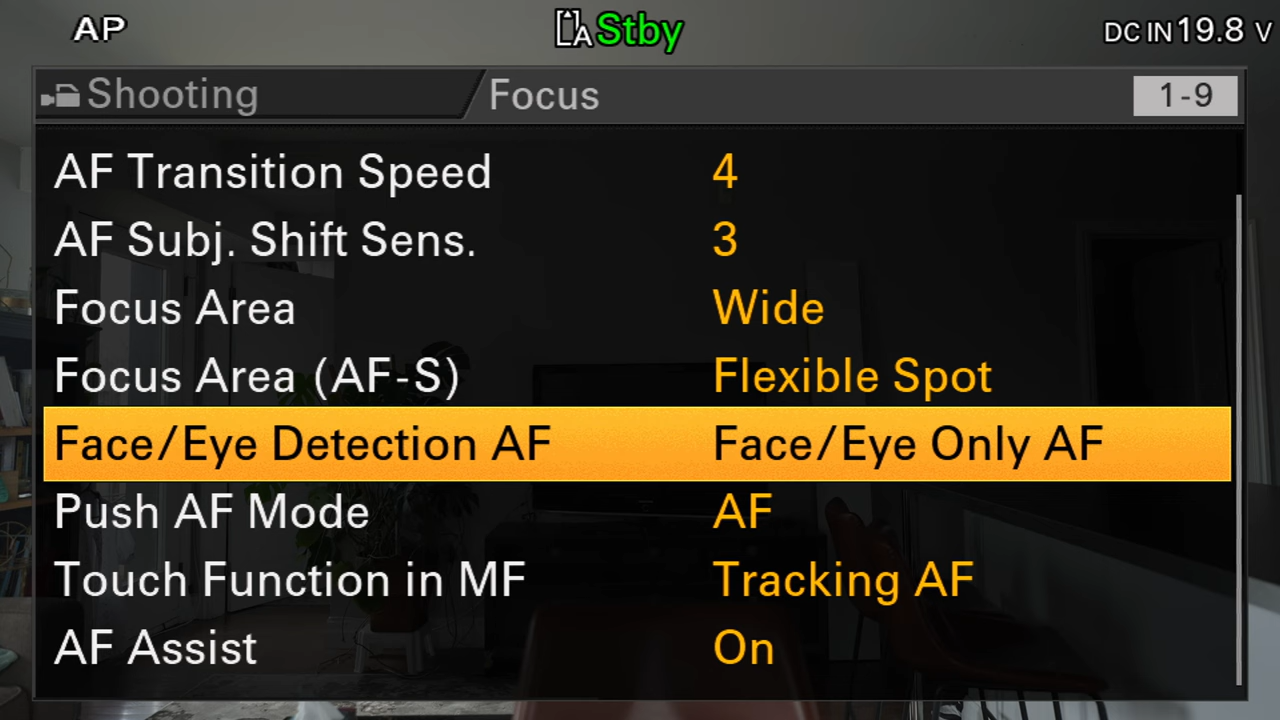 AP
A Stby
DC IN 19.8 V
Shooting
Focus
1-9
AF Transition Speed 4
AF Subj. Shift Sens. 3
Focus Area Wide
Focus Area (AF-S) Flexible Spot
Face/Eye Detection AF Face/Eye Only AF
Push AF Mode AF
Touch Function in MF Tracking AF
AF Assist On